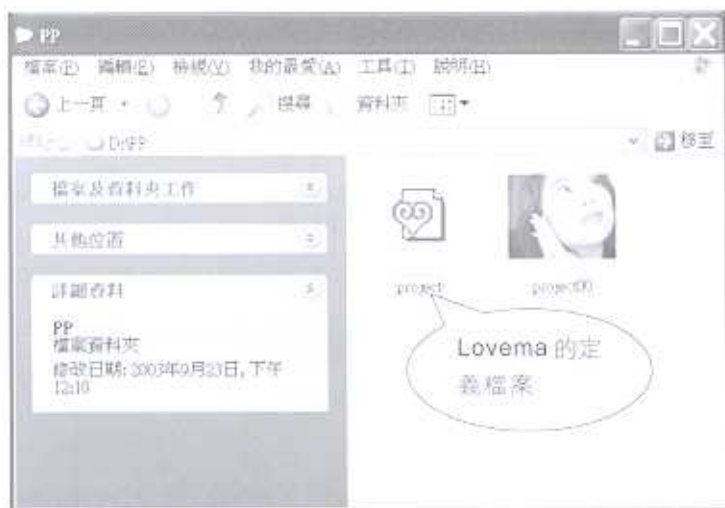 PP
檔案(F) 編輯(E) 檢視(V) 我的最愛(A) 工具(T) 說明(H)
上一頁 搜尋 資料夾
D:\PP 移至
檔案及資料夾工作
其他位置
詳細資料
PP
檔案資料夾
修改日期: 2003年9月23日, 下午
12:10
project
project00
Lovema 的定
義檔案